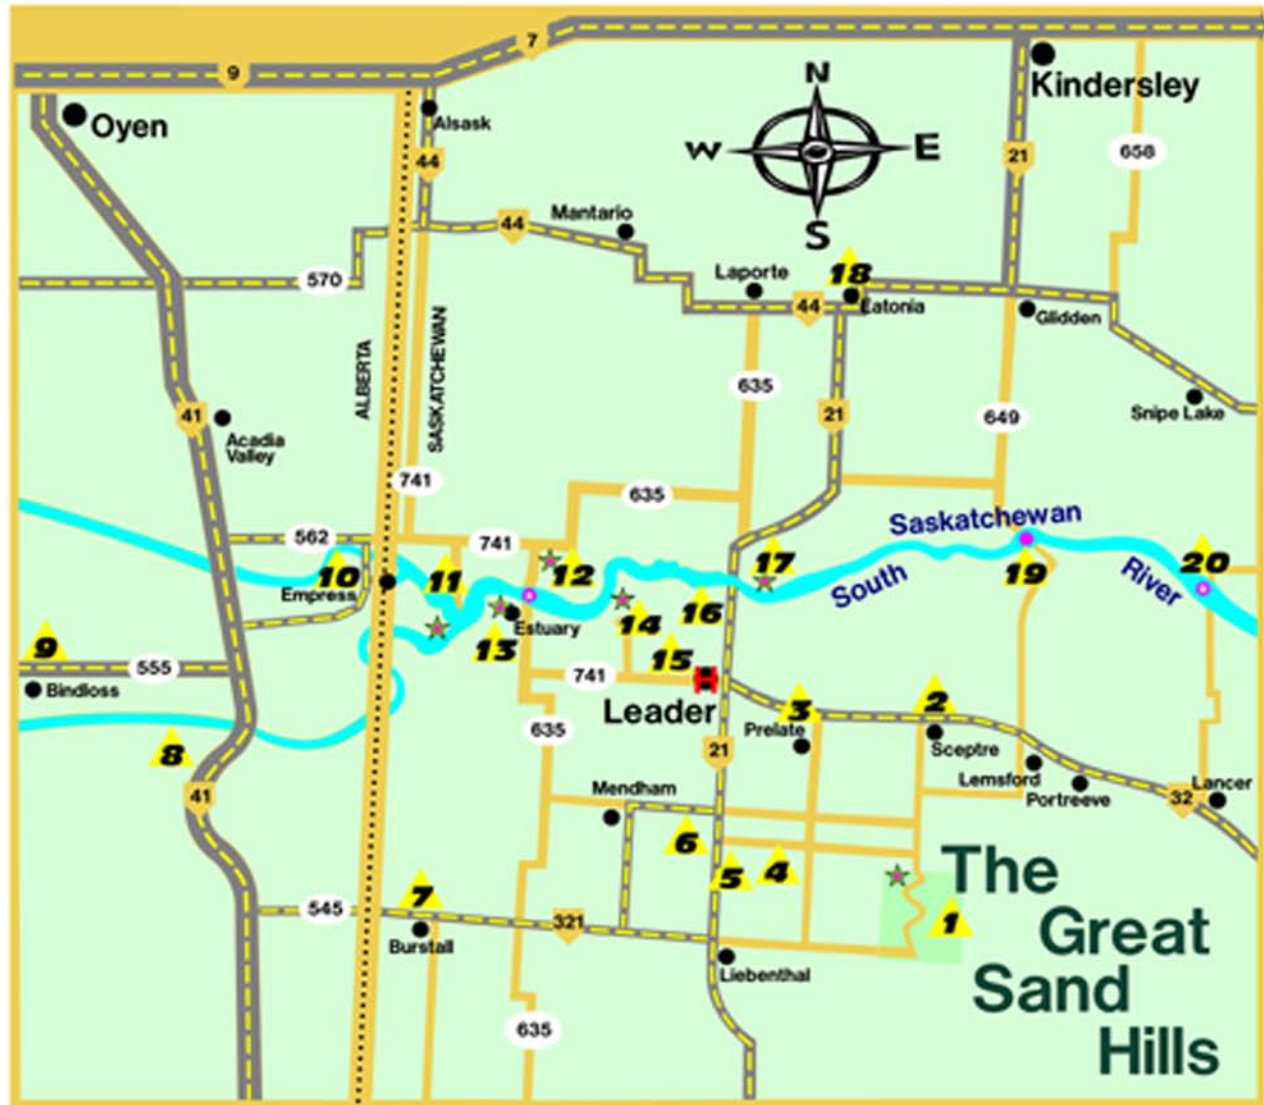 7
9
Kindersley
N
Oyen
Alsask
W
E
21
658
44
Mantario
44
S
Laporte
18
570
44
Eatonia
Glidden
ALBERTA
SASKATCHEWAN
635
21
649
Snipe Lake
41
Acadia
Valley
741
635
Saskatchewan
562
741
10
11
12
17
19
20
South
River
Empress
Estuary
14
16
13
9
555
15
741
Bindloss
Leader
3
2
8
635
Prelate
21
Sceptre
Lemsford
Portreeve
32
Lancer
41
Mendham
6
5
4
The
7
545
321
1
Great
Burstall
Liebenthal
Sand
635
Hills